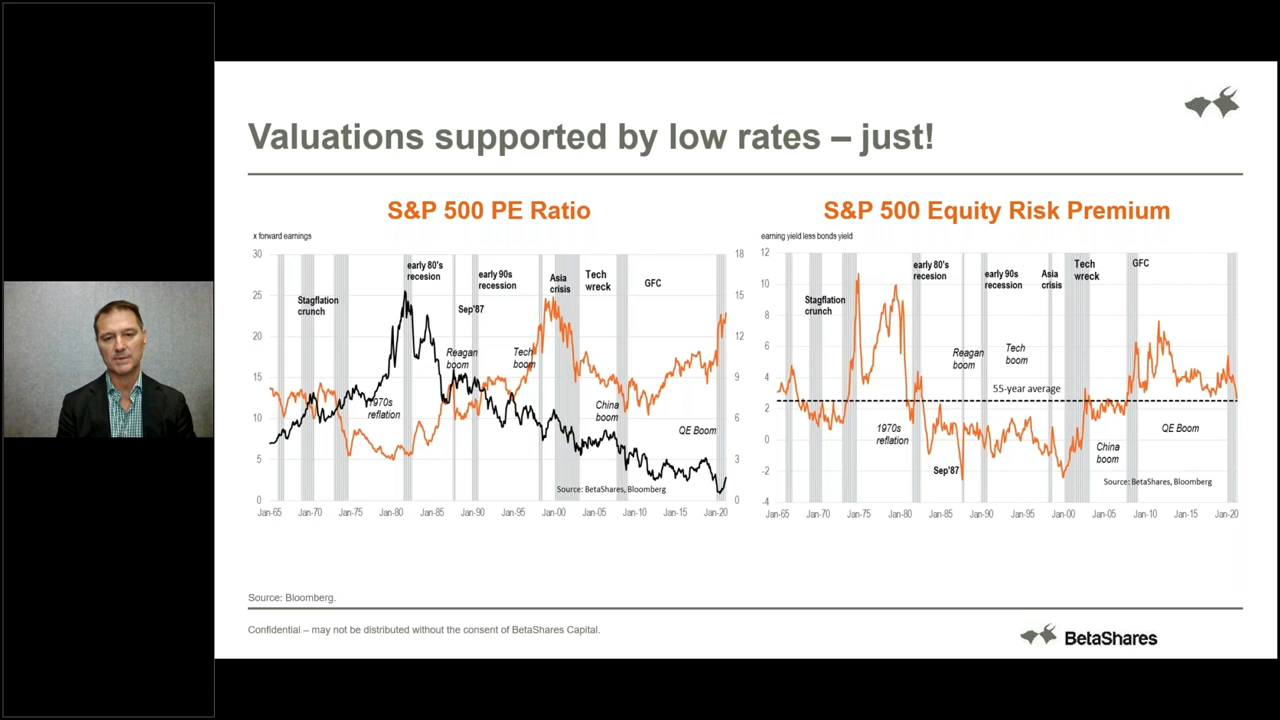 Valuations supported by low rates – just!
S&P 500 PE Ratio
x forward earnings
30
25
20
15
10
5
0
18
15
12
9
6
3
0
Stagflation
crunch
early 80's
recesion
Sep'87
early 90s
recession
Asia
crisis
Tech
wreck
GFC
Reagan
boom
Tech
boom
1970s
reflation
China
boom
QE Boom
Source: BetaShares, Bloomberg
Jan-65 Jan-70 Jan-75 Jan-80 Jan-85 Jan-90 Jan-95 Jan-00 Jan-05 Jan-10 Jan-15 Jan-20
S&P 500 Equity Risk Premium
earning yield less bonds yield
12
10
8
6
4
2
0
-2
-4
Stagflation
crunch
early 80's
recesion
early 90s
recession
Asia
crisis
Tech
wreck
GFC
Reagan
boom
Tech
boom
55-year average
1970s
reflation
Sep'87
China
boom
QE Boom
Source: BetaShares, Bloomberg
Jan-65 Jan-70 Jan-75 Jan-80 Jan-85 Jan-90 Jan-95 Jan-00 Jan-05 Jan-10 Jan-15 Jan-20
Source: Bloomberg.
Confidential – may not be distributed without the consent of BetaShares Capital.
BetaShares